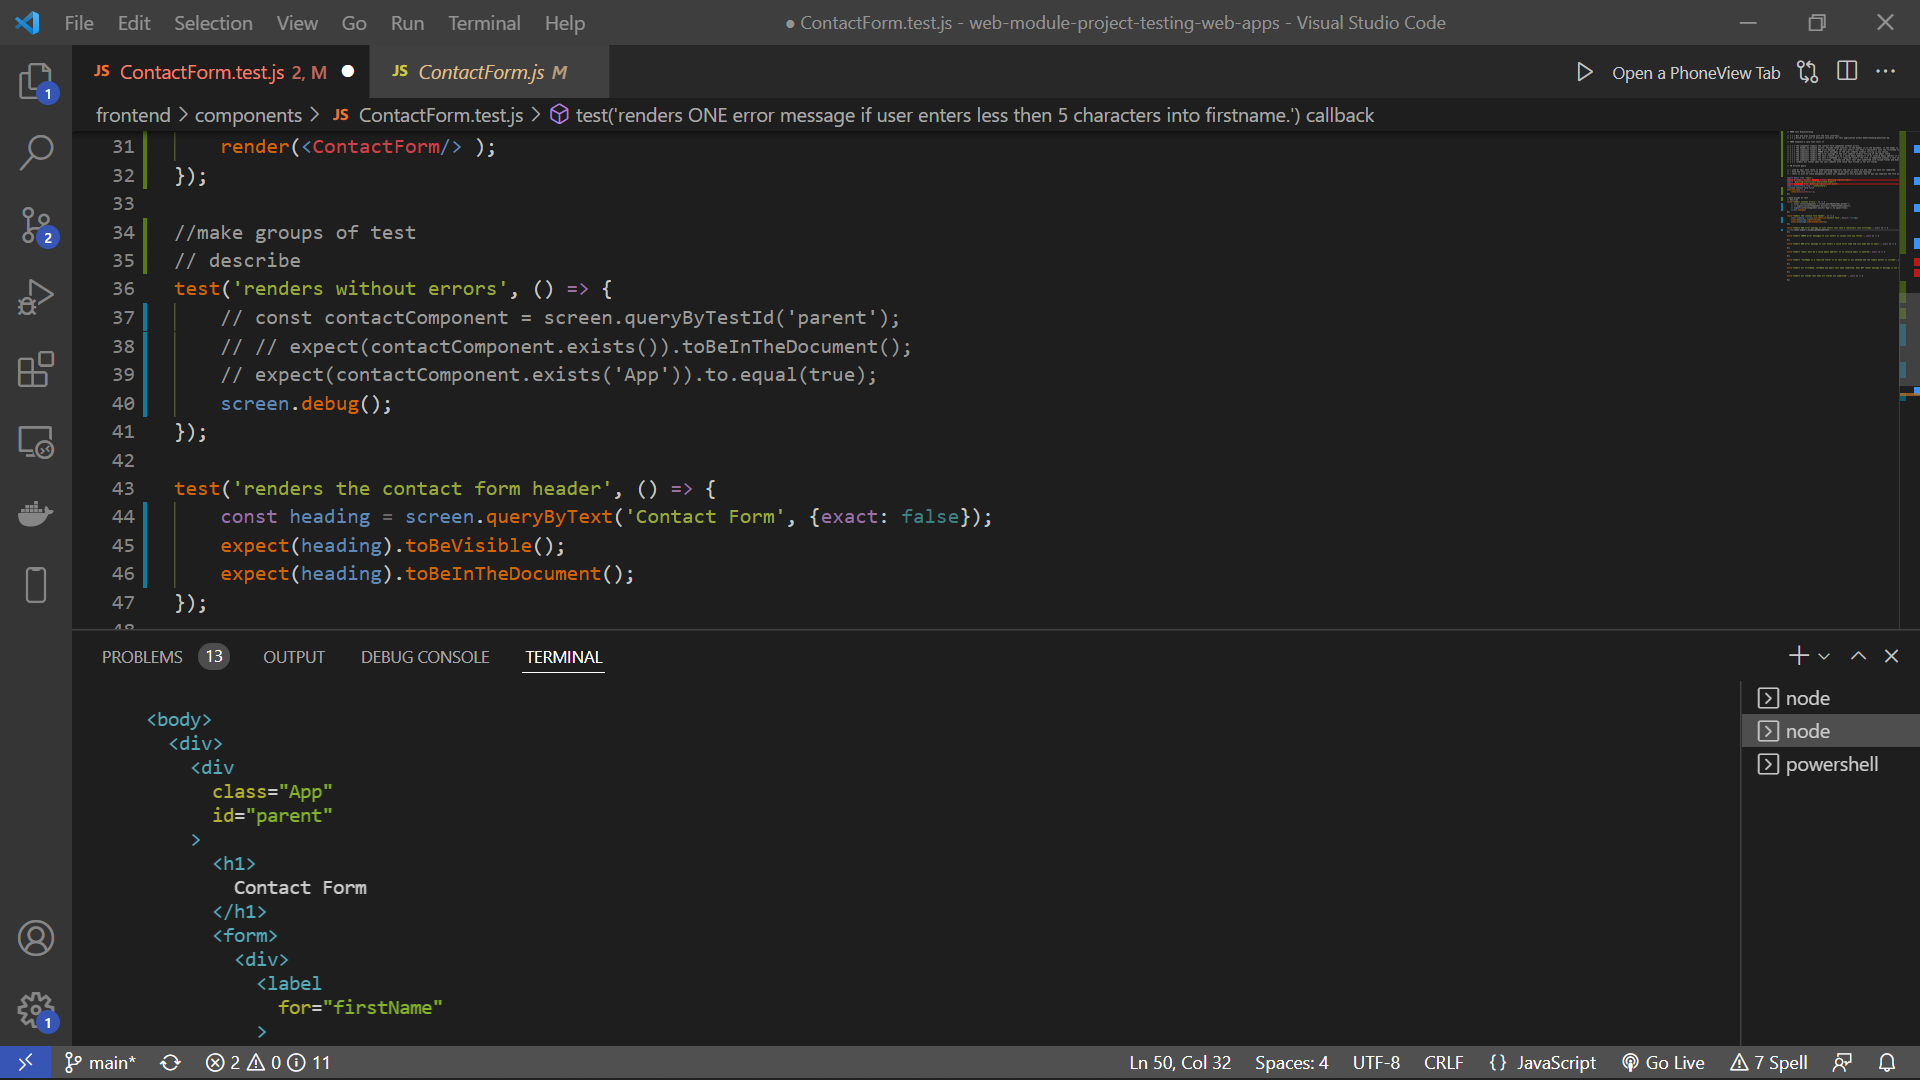 File Edit Selection View Go Run Terminal Help
● ContactForm.test.js - web-module-project-testing-web-apps - Visual Studio Code
JS ContactForm.test.js 2, M ●
JS ContactForm.js M
Open a PhoneView Tab
frontend > components > JS ContactForm.test.js > test('renders ONE error message if user enters less then 5 characters into firstname.') callback
31 render(<ContactForm/> );
32 });
33
34 //make groups of test
35 // describe
36 test('renders without errors', () => {
37 // const contactComponent = screen.queryByTestId('parent');
38 // // expect(contactComponent.exists()).toBeInTheDocument();
39 // expect(contactComponent.exists('App')).to.equal(true);
40 screen.debug();
41 });
42
43 test('renders the contact form header', () => {
44 const heading = screen.queryByText('Contact Form', {exact: false});
45 expect(heading).toBeVisible();
46 expect(heading).toBeInTheDocument();
47 });
48
1
2
1
PROBLEMS 13 OUTPUT DEBUG CONSOLE TERMINAL
<body>
<div>
<div
class="App"
id="parent"
>
<h1>
Contact Form
</h1>
<form>
<div>
<label
for="firstName"
>
node
node
powershell
main* 2 0 11
Ln 50, Col 32 Spaces: 4 UTF-8 CRLF {} JavaScript Go Live 7 Spell